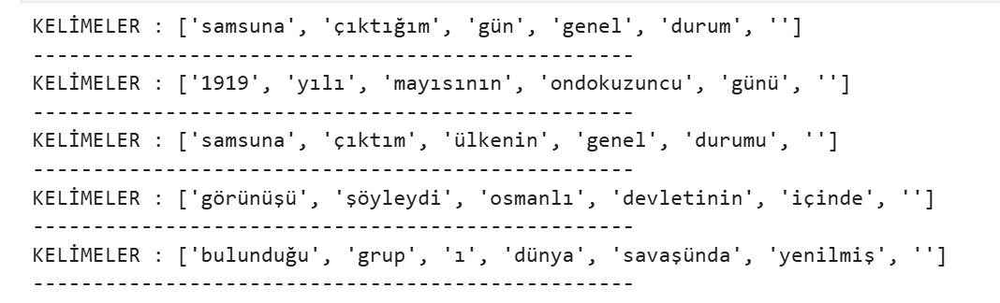 KELİMELER : ['samsuna', 'çıktığım', 'gün', 'genel', 'durum', '']
--------------------------------------------------
KELİMELER : ['1919', 'yılı', 'mayısının', 'ondokuzuncu', 'günü', '']
--------------------------------------------------
KELİMELER : ['samsuna', 'çıktım', 'ülkenin', 'genel', 'durumu', '']
--------------------------------------------------
KELİMELER : ['görünüşü', 'şöyleydi', 'osmanlı', 'devletinin', 'içinde', '']
--------------------------------------------------
KELİMELER : ['bulunduğu', 'grup', 'ı', 'dünya', 'savaşünda', 'yenilmiş', '']
--------------------------------------------------